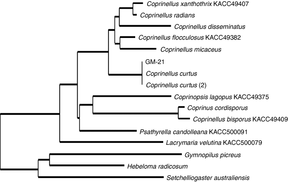 Coprinellus xanthothrix KACC49407
Coprinellus radians
Coprinellus disseminatus
Coprinellus flocculosus KACC49382
Coprinellus micaceus
GM-21
Coprinellus curtus
Coprinellus curtus (2)
Coprinopsis lagopus KACC49375
Coprinus cordisporus
Coprinellus bisporus KACC49409
Psathyrella candolleana KACC500091
Lacrymaria velutina KACC500079
Gymnopilus picreus
Hebeloma radicosum
Setchelliogaster australiensis